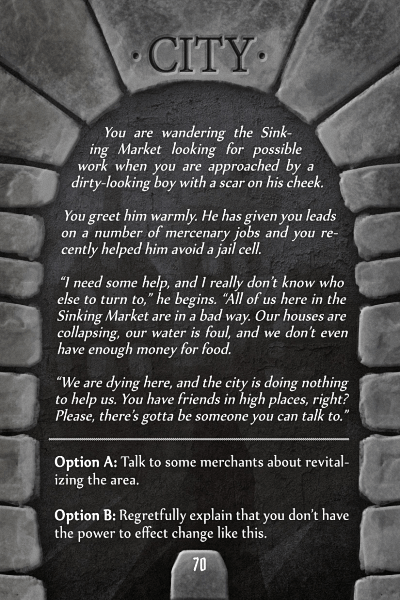 · CITY ·
You are wandering the Sink-
ing Market looking for possible
work when you are approached by a
dirty-looking boy with a scar on his cheek.
You greet him warmly. He has given you leads
on a number of mercenary jobs and you re-
cently helped him avoid a jail cell.
“I need some help, and I really don’t know who
else to turn to,” he begins. “All of us here in the
Sinking Market are in a bad way. Our houses are
collapsing, our water is foul, and we don’t even
have enough money for food.
“We are dying here, and the city is doing nothing
to help us. You have friends in high places, right?
Please, there’s gotta be someone you can talk to.”
Option A: Talk to some merchants about revital-
izing the area.
Option B: Regretfully explain that you don’t have
the power to effect change like this.
70